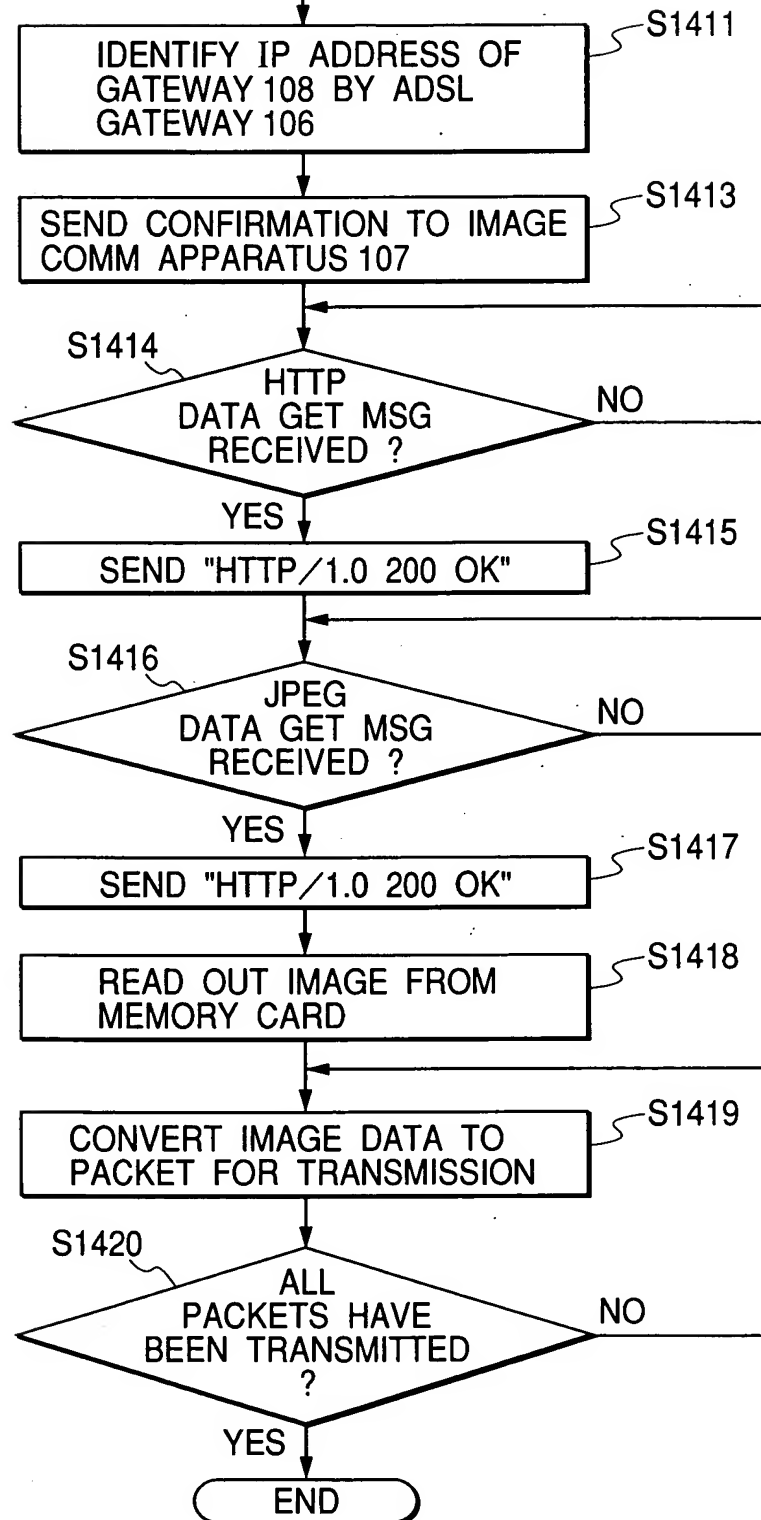 S1411
IDENTIFY IP ADDRESS OF
GATEWAY 108 BY ADSL
GATEWAY 106
S1413
SEND CONFIRMATION TO IMAGE
COMM APPARATUS 107
S1414
HTTP
DATA GET MSG
RECEIVED ?
NO
YES
S1415
SEND "HTTP/1.0 200 OK"
S1416
JPEG
DATA GET MSG
RECEIVED ?
NO
YES
S1417
SEND "HTTP/1.0 200 OK"
S1418
READ OUT IMAGE FROM
MEMORY CARD
S1419
CONVERT IMAGE DATA TO
PACKET FOR TRANSMISSION
S1420
ALL
PACKETS HAVE
BEEN TRANSMITTED
?
NO
YES
END